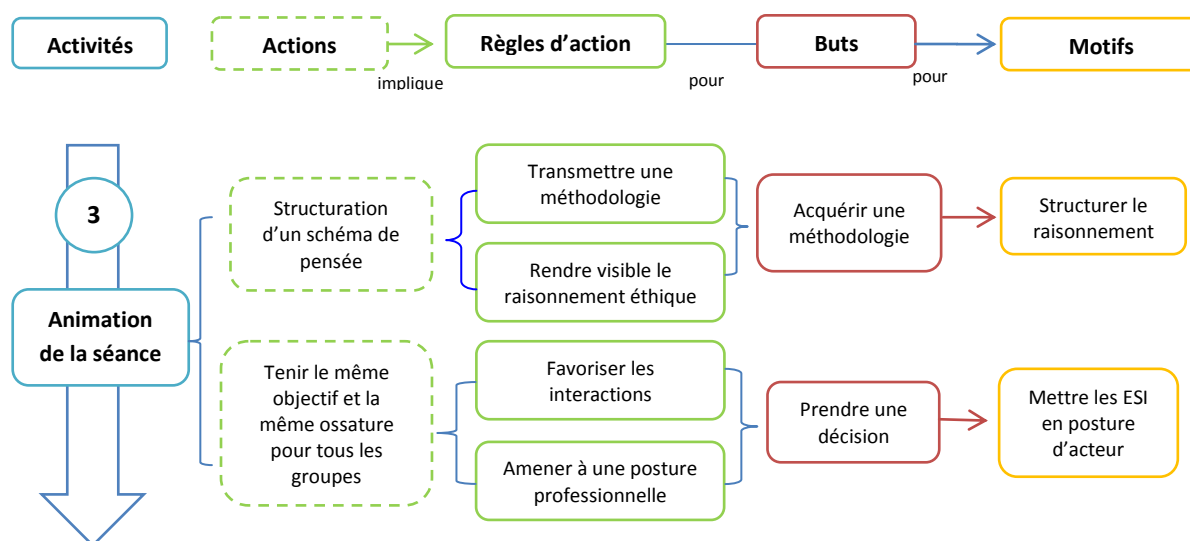 Activités
Actions
implique
Règles d'action
pour
Buts
pour
Motifs
3
Animation
de la séance
Structuration
d'un schéma de
pensée
Transmettre une
méthodologie
Rendre visible le
raisonnement éthique
Acquérir une
méthodologie
Structurer le
raisonnement
Tenir le même
objectif et la
même ossature
pour tous les
groupes
Favoriser les
interactions
Amener à une posture
professionnelle
Prendre une
décision
Mettre les ESI
en posture
d'acteur